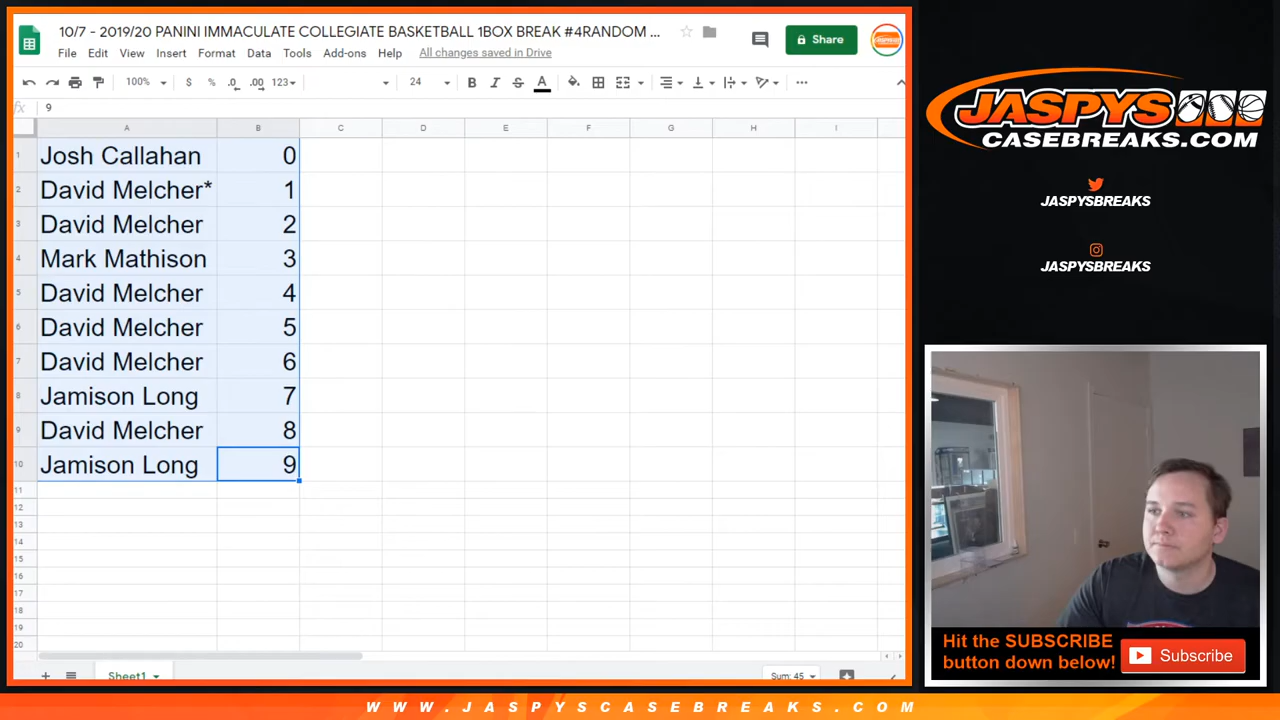 10/7 - 2019/20 PANINI IMMACULATE COLLEGIATE BASKETBALL 1BOX BREAK #4RANDOM ...
Share
File Edit View Insert Format Data Tools Add-ons Help All changes saved in Drive
100% $ % .0 .00 123 24 B I S A
fx 9
A B C D E F G H I
1 Josh Callahan 0
2 David Melcher* 1
3 David Melcher 2
4 Mark Mathison 3
5 David Melcher 4
6 David Melcher 5
7 David Melcher 6
8 Jamison Long 7
9 David Melcher 8
10 Jamison Long 9
11
12
13
14
15
16
17
18
19
20
Sheet1
Sum: 45
JASPYS
CASEBREAKS.COM
JASPYSBREAKS
JASPYSBREAKS
Hit the SUBSCRIBE
button down below!
Subscribe
WWW.JASPYSCASEBREAKS.COM